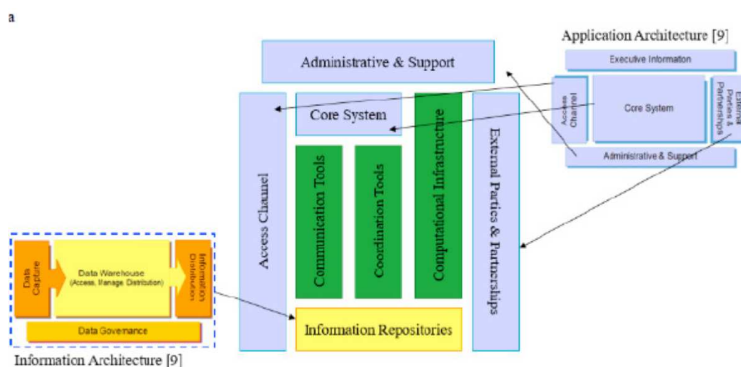 a
Application Architecture [9]
Executive Information
Access
Channel
Core System
External
Parties &
Partnerships
Administrative & Support
Administrative & Support
Access Channel
Core System
Communication Tools
Coordination Tools
Computational Infrastructure
External Parties & Partnerships
Information Repositories
Data
Capture
Data Warehouse
(Access, Manage, Distribution)
Information
Distribution
Data Governance
Information Architecture [9]